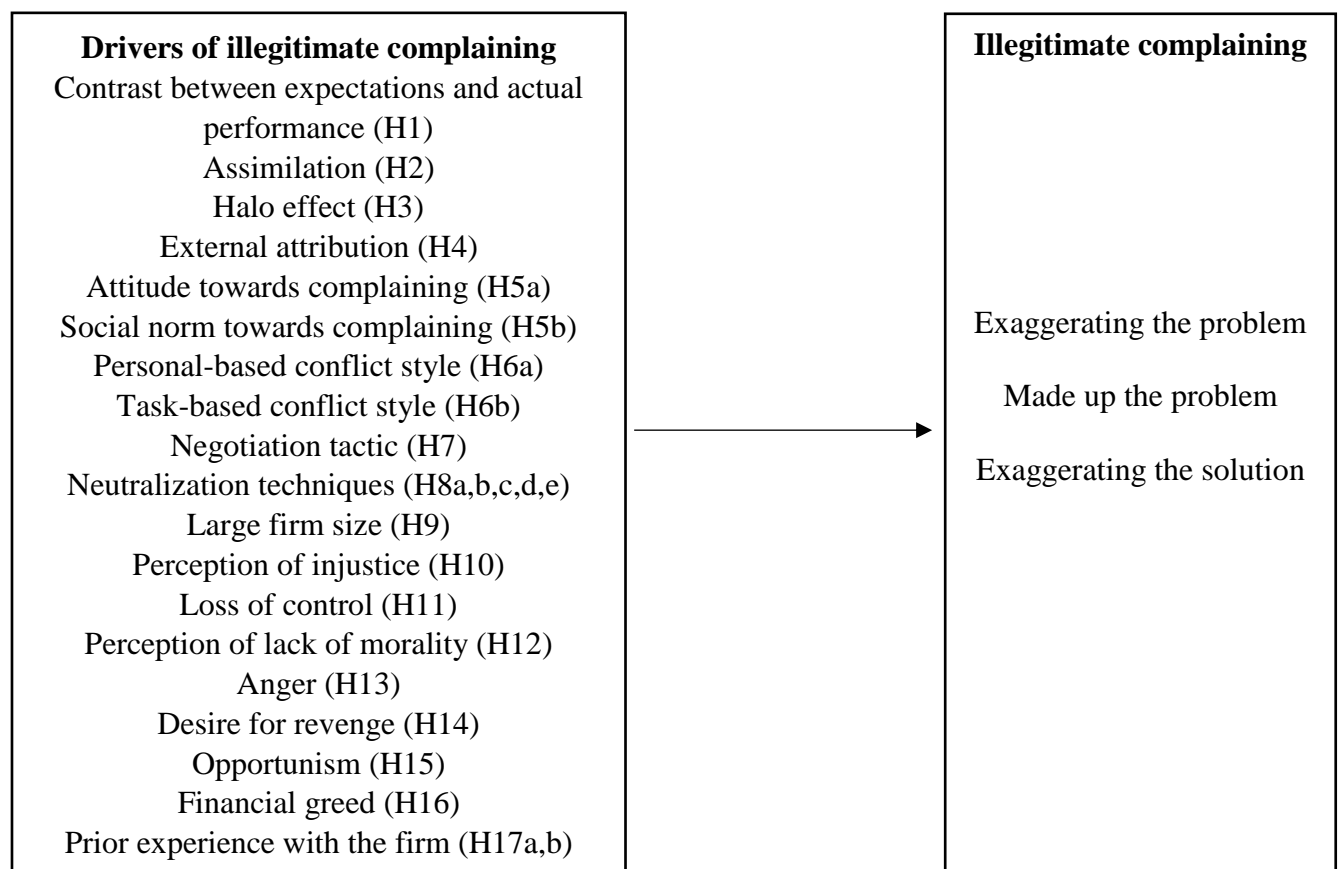 Drivers of illegitimate complaining
Contrast between expectations and actual
performance (H1)
Assimilation (H2)
Halo effect (H3)
External attribution (H4)
Attitude towards complaining (H5a)
Social norm towards complaining (H5b)
Personal-based conflict style (H6a)
Task-based conflict style (H6b)
Negotiation tactic (H7)
Neutralization techniques (H8a,b,c,d,e)
Large firm size (H9)
Perception of injustice (H10)
Loss of control (H11)
Perception of lack of morality (H12)
Anger (H13)
Desire for revenge (H14)
Opportunism (H15)
Financial greed (H16)
Prior experience with the firm (H17a,b)
Illegitimate complaining
Exaggerating the problem
Made up the problem
Exaggerating the solution